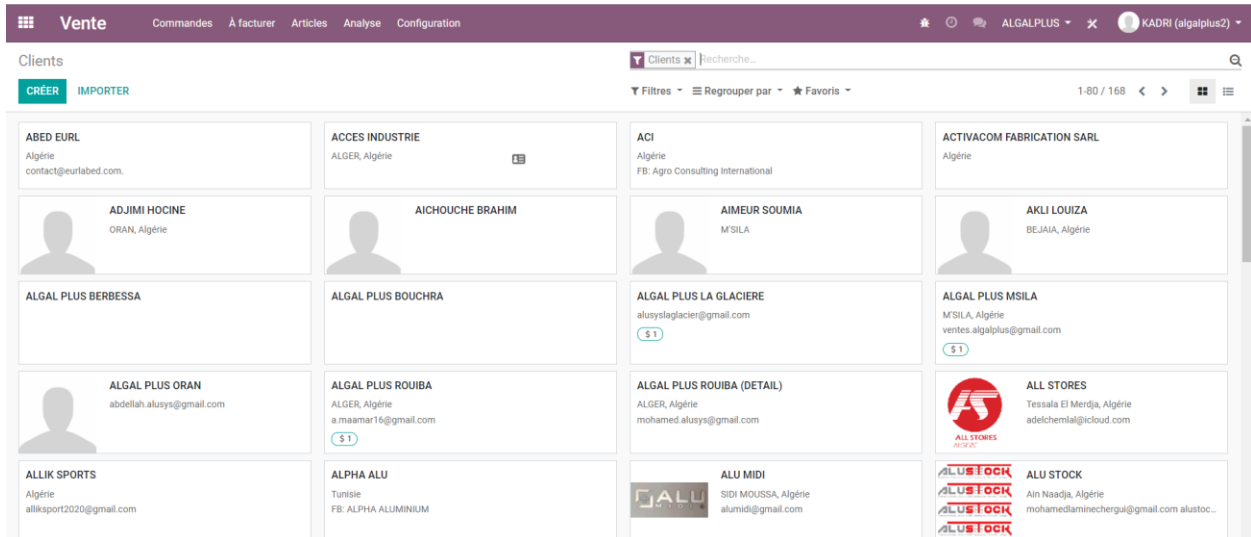 Vente Commandes À facturer Articles Analyse Configuration ALGALPLUS KADRI (algalplus2)
Clients
Clients Recherche...
CRÉER IMPORTER
Filtres Regrouper par Favoris
1-80 / 168
ABED EURL
Algérie
contact@eurlabed.com.
ACCES INDUSTRIE
ALGER, Algérie
ACI
Algérie
FB: Agro Consulting International
ACTIVACOM FABRICATION SARL
Algérie
ADJIMI HOCINE
ORAN, Algérie
AICHOUCHE BRAHIM
AIMEUR SOUMIA
M'SILA
AKLI LOUIZA
BEJAIA, Algérie
ALGAL PLUS BERBESSA
ALGAL PLUS BOUCHRA
ALGAL PLUS LA GLACIERE
alusyslaglacier@gmail.com
$ 1
ALGAL PLUS MSILA
M'SILA, Algérie
ventes.algalplus@gmail.com
$ 1
ALGAL PLUS ORAN
abdellah.alusys@gmail.com
ALGAL PLUS ROUIBA
ALGER, Algérie
a.maamar16@gmail.com
$ 1
ALGAL PLUS ROUIBA (DETAIL)
ALGER, Algérie
mohamed.alusys@gmail.com
AS
ALL STORES
ALL STORES
Tessala El Merdja, Algérie
adelchemlal@icloud.com
ALLIK SPORTS
Algérie
alliksport2020@gmail.com
ALPHA ALU
Tunisie
FB: ALPHA ALUMINIUM
ALU
MIDI
ALU MIDI
SIDI MOUSSA, Algérie
alumidi@gmail.com
ALUSTOCK
ALUSTOCK
ALUSTOCK
ALUSTOCK
ALU STOCK
Ain Naadja, Algérie
mohamedlaminechergui@gmail.com alustoc...